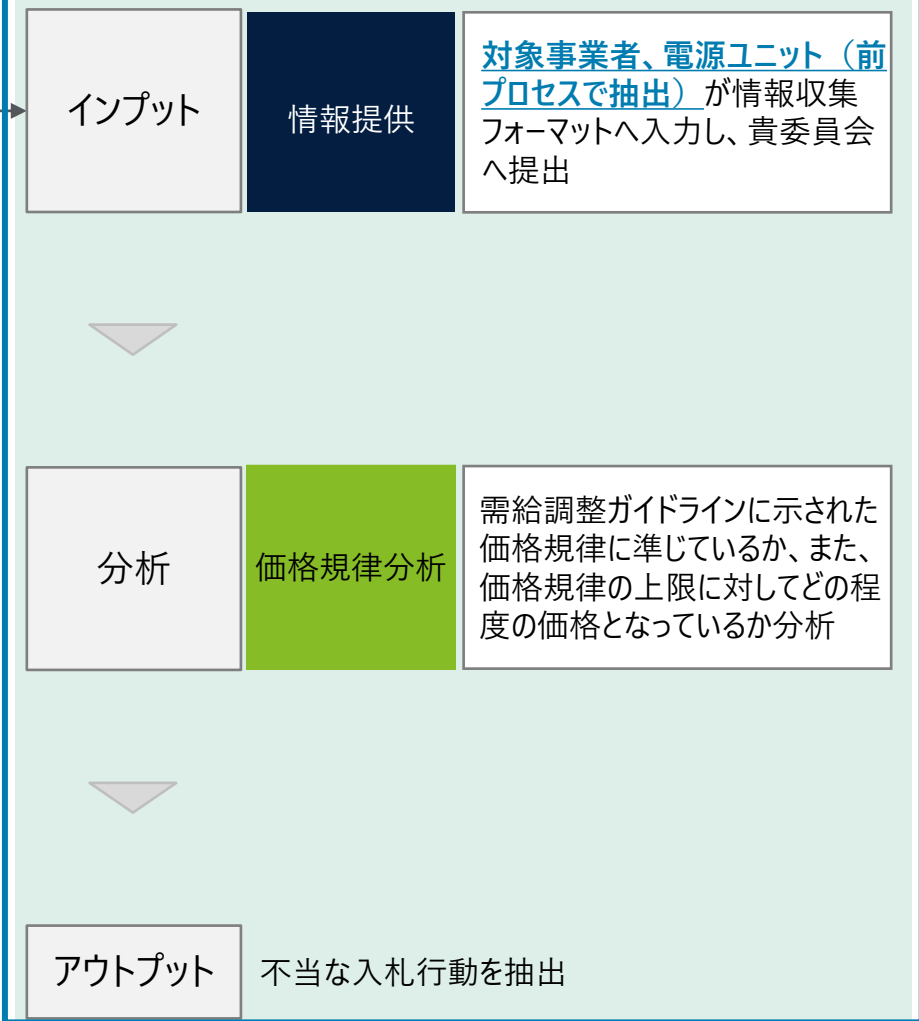 インプット
情報提供
対象事業者、電源ユニット（前
プロセスで抽出）が情報収集
フォーマットへ入力し、貴委員会
へ提出
分析
価格規律分析
需給調整ガイドラインに示された
価格規律に準じているか、また、
価格規律の上限に対してどの程
度の価格となっているか分析
アウトプット
不当な入札行動を抽出